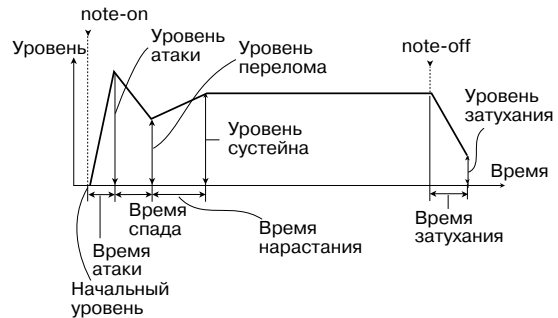 note-on
Уровень
Уровень
атаки
Уровень
перелома
note-off
Уровень
затухания
Уровень
сустейна
Время
Время
спада
Время
нарастания
Время
затухания
Время
атаки
Начальный
уровень